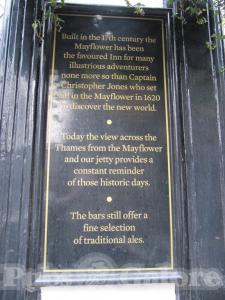 Built in the 17th century the
Mayflower has been
the favoured Inn for many
illustrious adventurers
none more so than Captain
Christopher Jones who set
sail in the Mayflower in 1620
to discover the new world.
Today the view across the
Thames from the Mayflower
and our jetty provides a
constant reminder
of those historic days.
The bars still offer a
fine selection
of traditional ales.